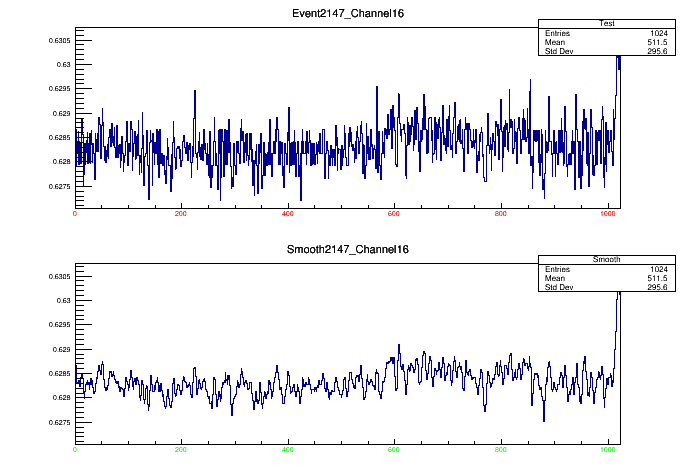 Event2147_Channel16
Test
Entries 1024
Mean 511.5
Std Dev 295.6
0.6305
0.63
0.6295
0.629
0.6285
0.628
0.6275
0 200 400 600 800 1000
Smooth2147_Channel16
Smooth
Entries 1024
Mean 511.5
Std Dev 295.6
0.6305
0.63
0.6295
0.629
0.6285
0.628
0.6275
0 200 400 600 800 1000